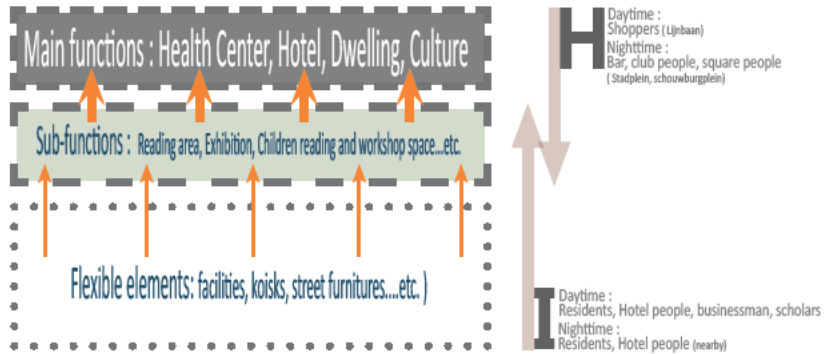 Main functions : Health Center, Hotel, Dwelling, Culture
Sub-functions : Reading area, Exhibition, Children reading and workshop space...etc.
Flexible elements: facilities, koisks, street furnitures....etc. )
H
Daytime :
Shoppers ( Lijnbaan)
Nighttime :
Bar, club people, square people
( Stadplein, schouwburgplein)
I
Daytime :
Residents, Hotel people, businessman, scholars
Nighttime :
Residents, Hotel people (nearby)